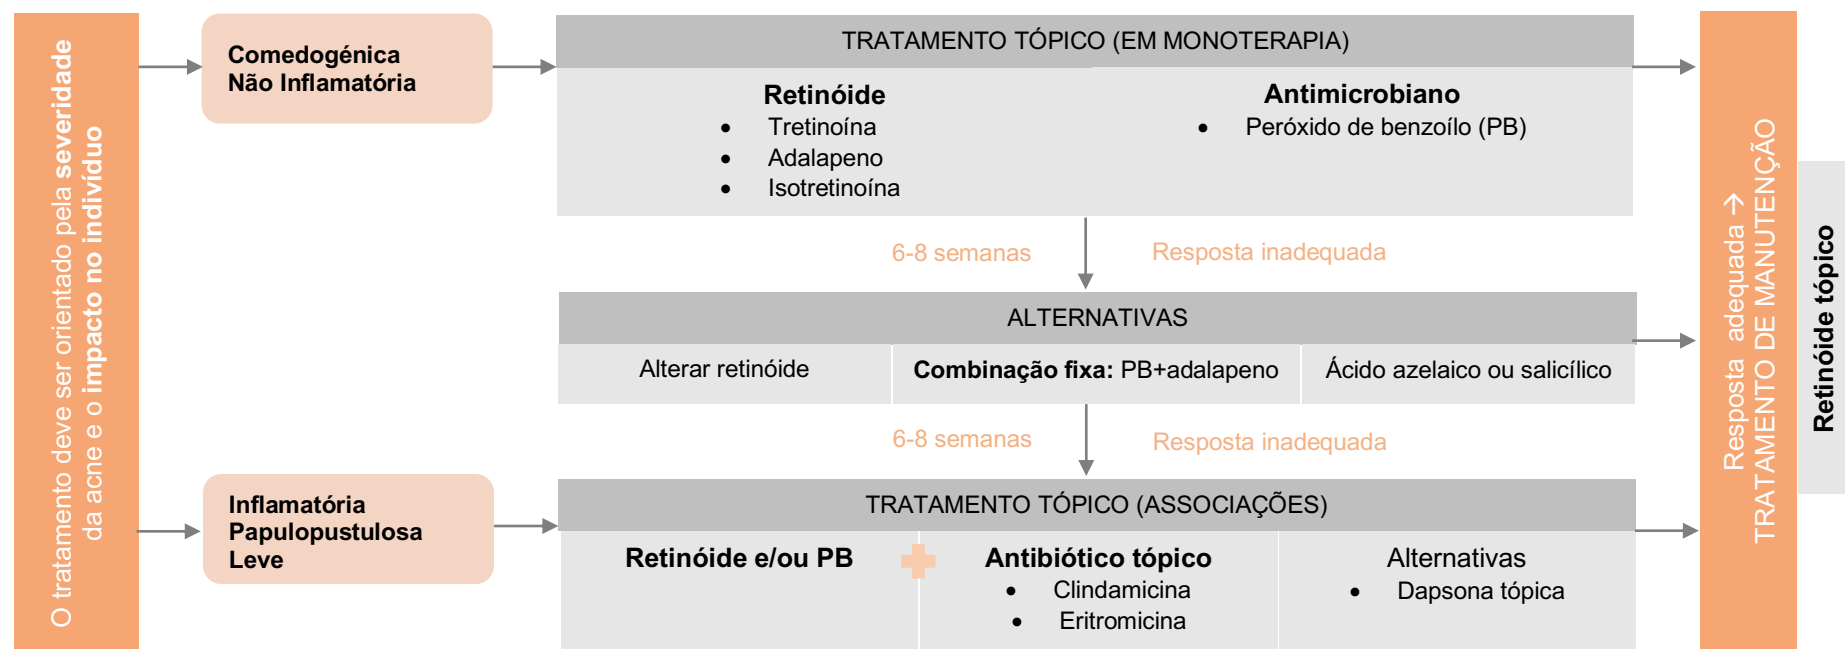 O tratamento deve ser orientado pela severidade
da acne e o impacto no indivíduo
Comedogénica
Não Inflamatória
TRATAMENTO TÓPICO (EM MONOTERAPIA)
Retinóide
• Tretinoína
• Adalapeno
• Isotretinoína
Antimicrobiano
• Peróxido de benzoílo (PB)
6-8 semanas
Resposta inadequada
ALTERNATIVAS
Alterar retinóide
Combinação fixa: PB+adalapeno
Ácido azelaico ou salicílico
6-8 semanas
Resposta inadequada
Inflamatória
Papulopustulosa
Leve
TRATAMENTO TÓPICO (ASSOCIAÇÕES)
Retinóide e/ou PB
Antibiótico tópico
• Clindamicina
• Eritromicina
Alternativas
• Dapsona tópica
Resposta adequada →
TRATAMENTO DE MANUTENÇÃO
Retinóide tópico